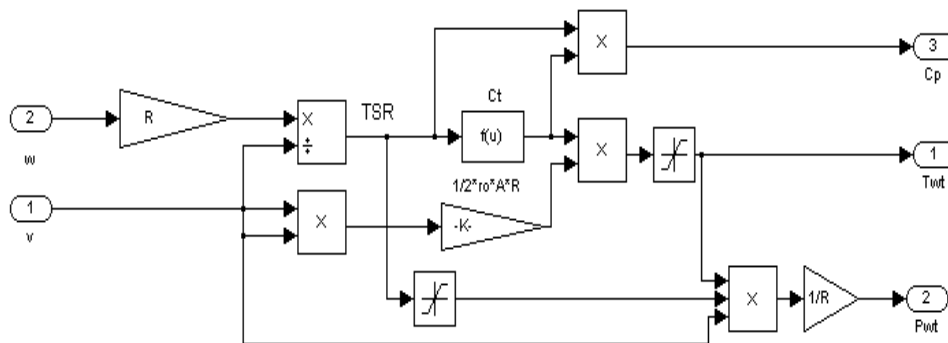 X
3
Cp
Ct
TSR
2
w
R
X
÷
f(u)
X
1
Twt
1/2*ro*A*R
1
v
X
-K-
X
1/R
2
Pwt